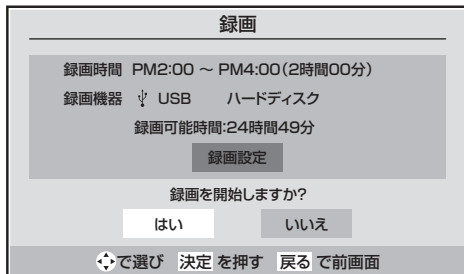 録画
録画時間 PM2:00 ～ PM4:00(2時間00分)
録画機器 USB ハードディスク
録画可能時間:24時間49分
録画設定
録画を開始しますか?
はい いいえ
で選び 決定 を押す 戻る で前画面